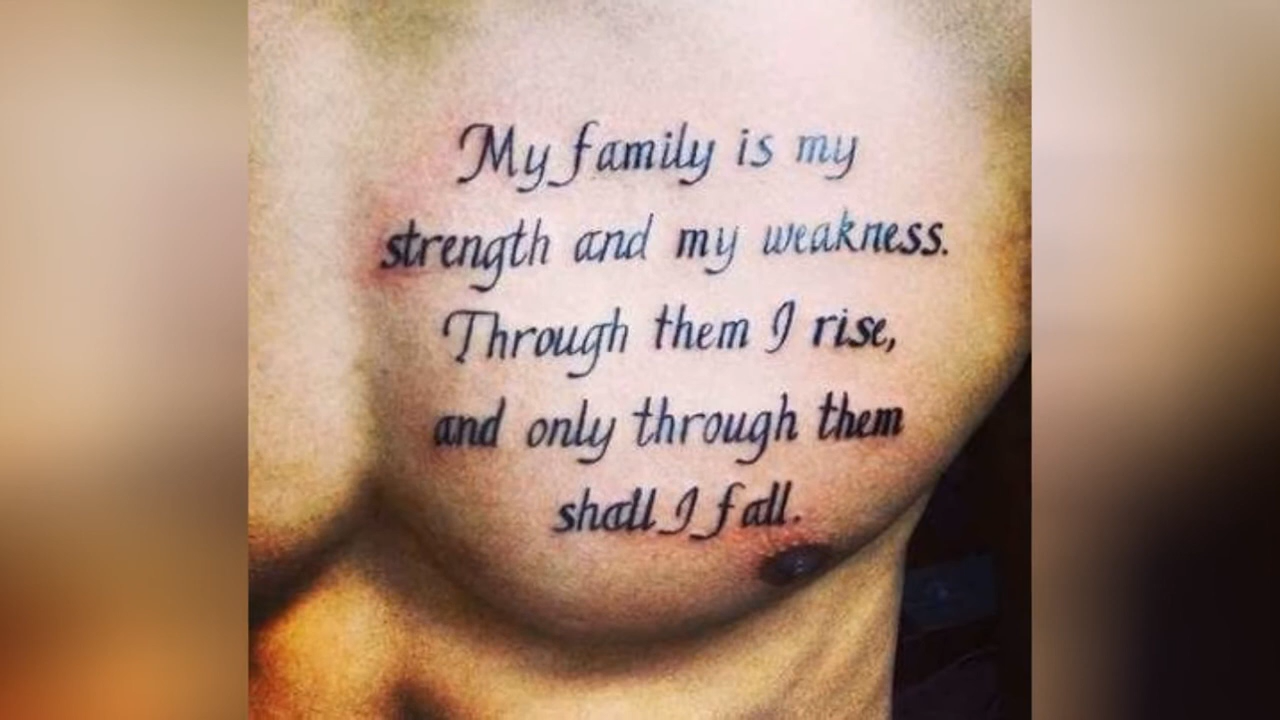 My family is my
strength and my weakness.
Through them I rise,
and only through them
shall I fall.